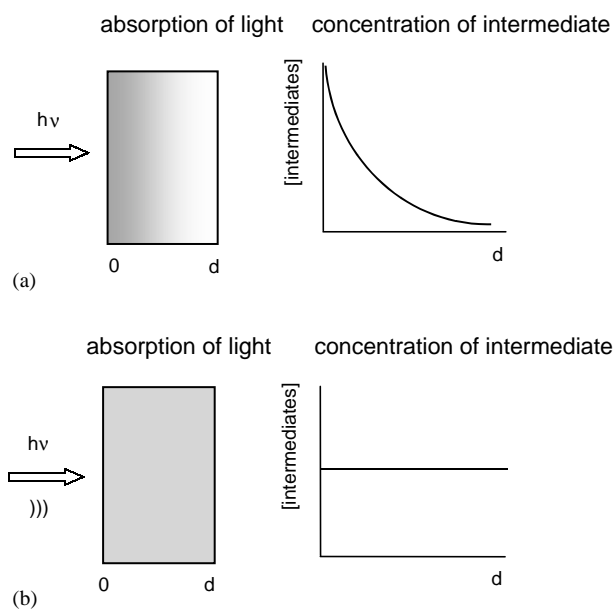 absorption of light concentration of intermediate
hν
[intermediates]
0 d d
(a)
absorption of light concentration of intermediate
hν
)))
[intermediates]
0 d d
(b)